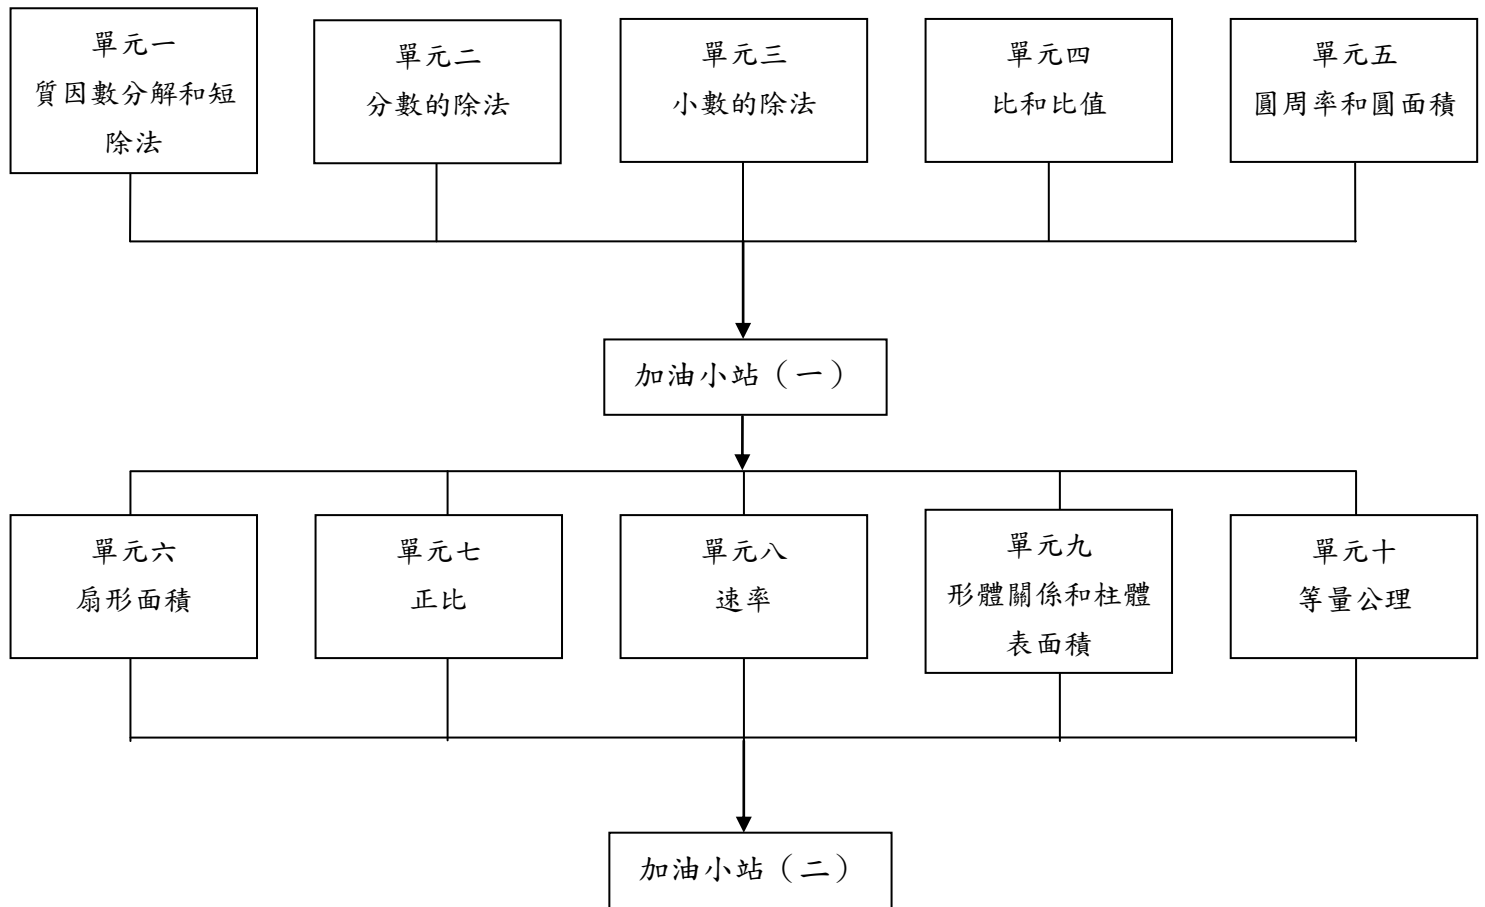 單元一
質因數分解和短
除法
單元二
分數的除法
單元三
小數的除法
單元四
比和比值
單元五
圓周率和圓面積
加油小站（一）
單元六
扇形面積
單元七
正比
單元八
速率
單元九
形體關係和柱體
表面積
單元十
等量公理
加油小站（二）